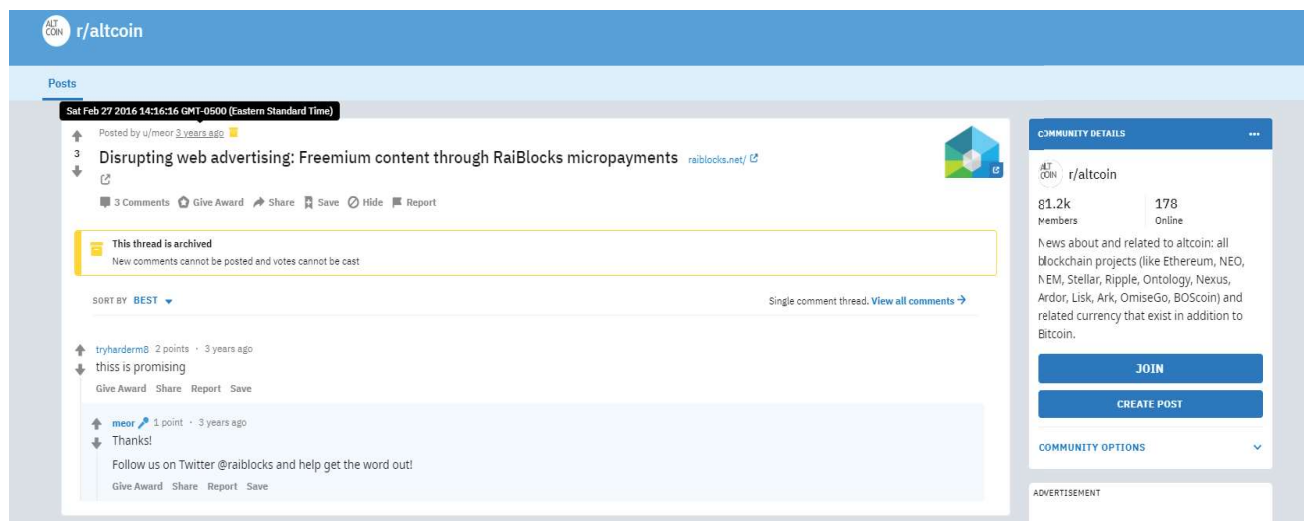 ALT COIN r/altcoin
Posts
Sat Feb 27 2016 14:16:16 GMT-0500 (Eastern Standard Time)
Posted by u/meor 3 years ago
3
Disrupting web advertising: Freemium content through RaiBlocks micropayments raiblocks.net/
3 Comments Give Award Share Save Hide Report
This thread is archived
New comments cannot be posted and votes cannot be cast
SORT BY BEST
Single comment thread. View all comments →
tryharderm8 2 points · 3 years ago
thiss is promising
Give Award Share Report Save
meor 1 point · 3 years ago
Thanks!
Follow us on Twitter @raiblocks and help get the word out!
Give Award Share Report Save
COMMUNITY DETAILS
ALT COIN r/altcoin
81.2k 178
Members Online
News about and related to altcoin: all
blockchain projects (like Ethereum, NEO,
NEM, Stellar, Ripple, Ontology, Nexus,
Ardor, Lisk, Ark, OmiseGo, BOScoin) and
related currency that exist in addition to
Bitcoin.
JOIN
CREATE POST
COMMUNITY OPTIONS
ADVERTISEMENT